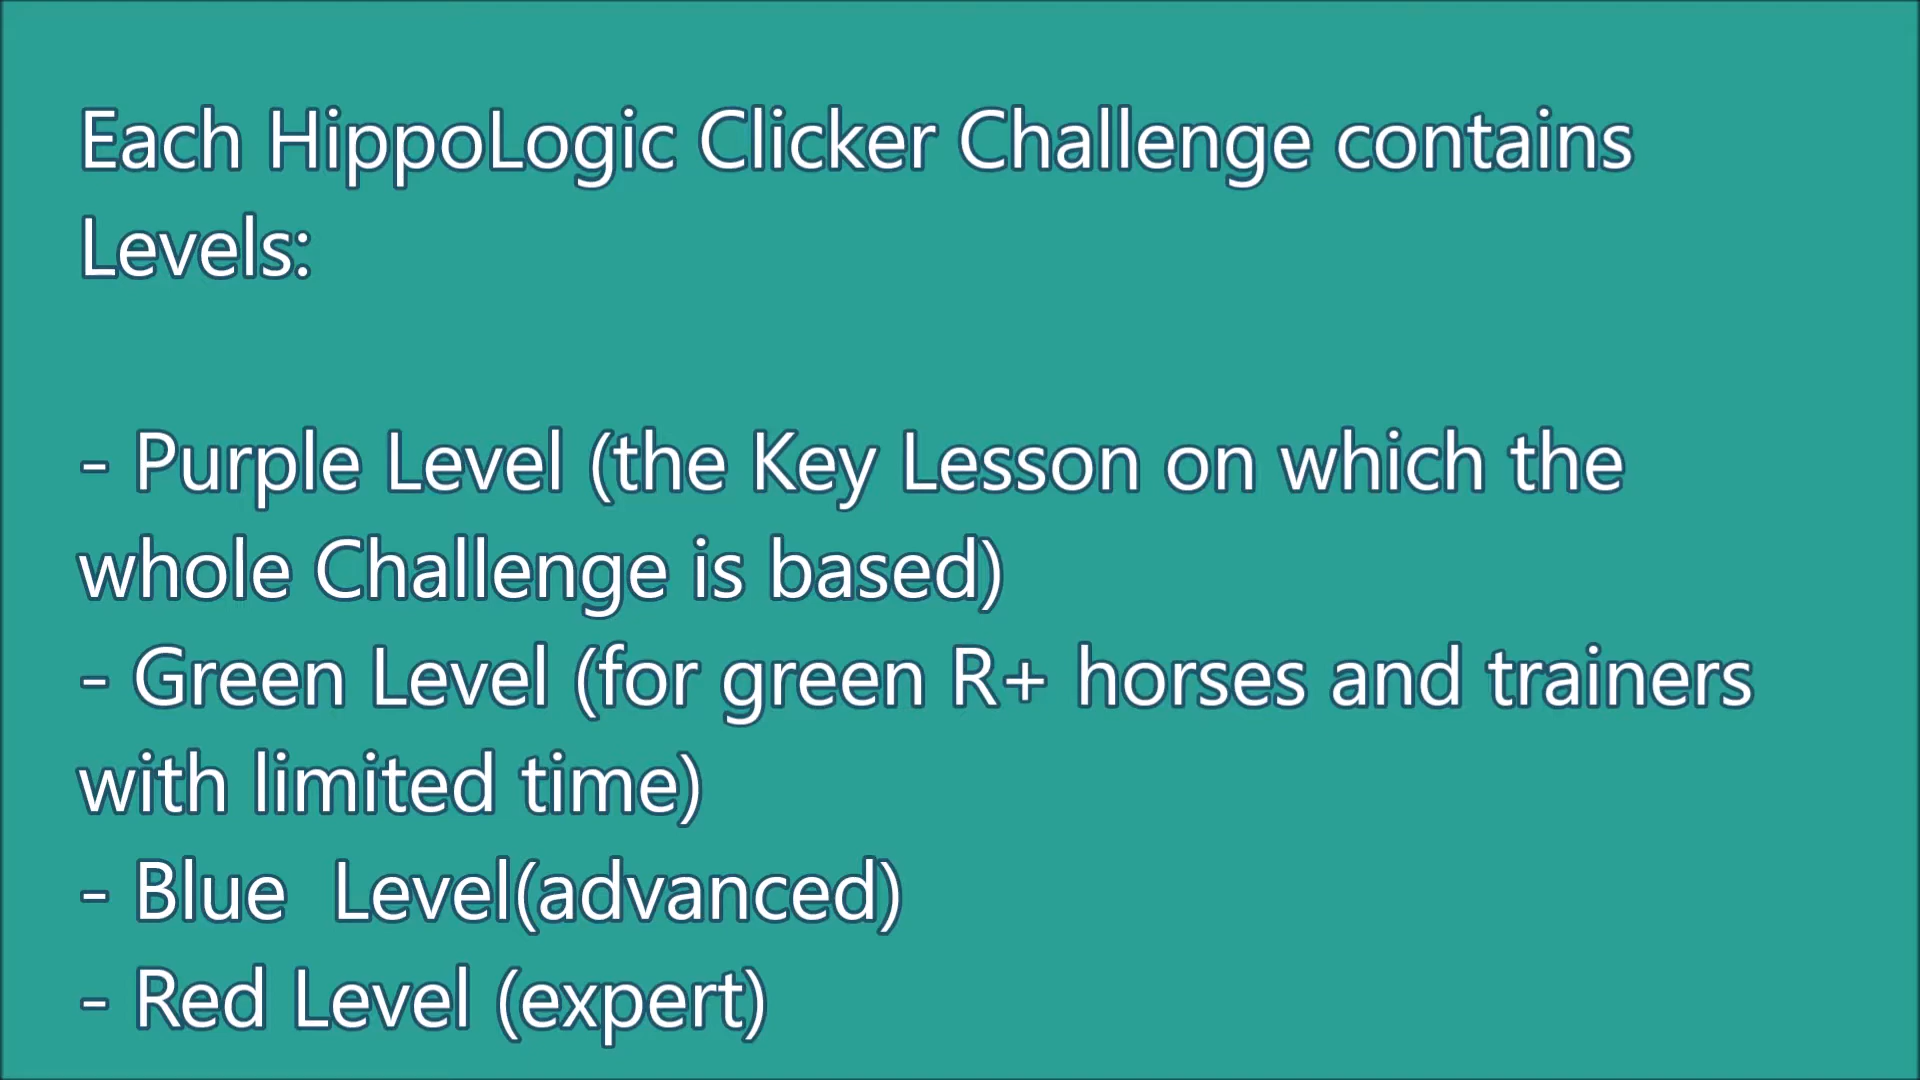 Each HippoLogic Clicker Challenge contains
Levels:
- Purple Level (the Key Lesson on which the
whole Challenge is based)
- Green Level (for green R+ horses and trainers
with limited time)
- Blue  Level(advanced)
- Red Level (expert)